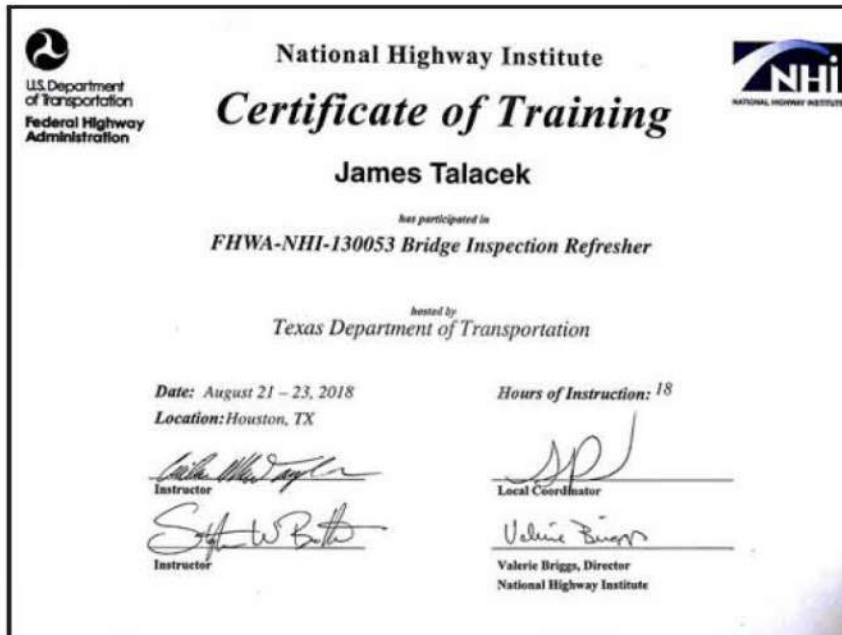 U.S. Department
of Transportation
Federal Highway
Administration
National Highway Institute
NHi
NATIONAL HIGHWAY INSTITUTE
Certificate of Training
James Talacek
has participated in
FHWA-NHI-130053 Bridge Inspection Refresher
hosted by
Texas Department of Transportation
Date: August 21 – 23, 2018
Hours of Instruction: 18
Location: Houston, TX
Instructor
Local Coordinator
Valerie Briggs
Instructor
Valerie Briggs, Director
National Highway Institute